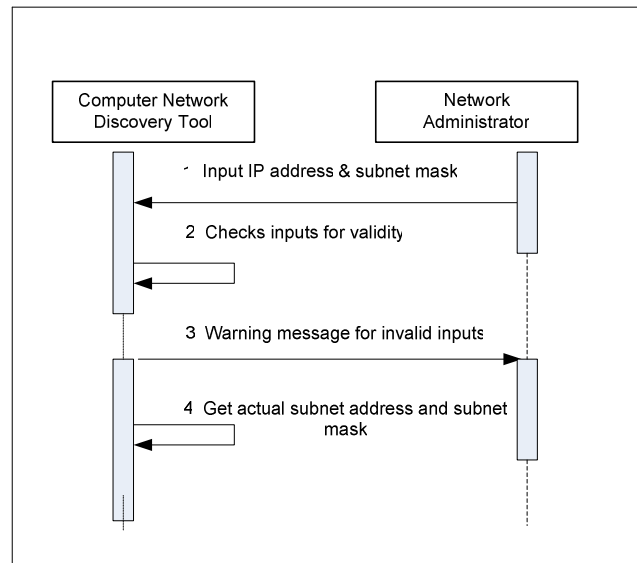 Computer Network
Discovery Tool
Network
Administrator
Input IP address & subnet mask
2 Checks inputs for validity
3 Warning message for invalid inputs
4 Get actual subnet address and subnet
mask